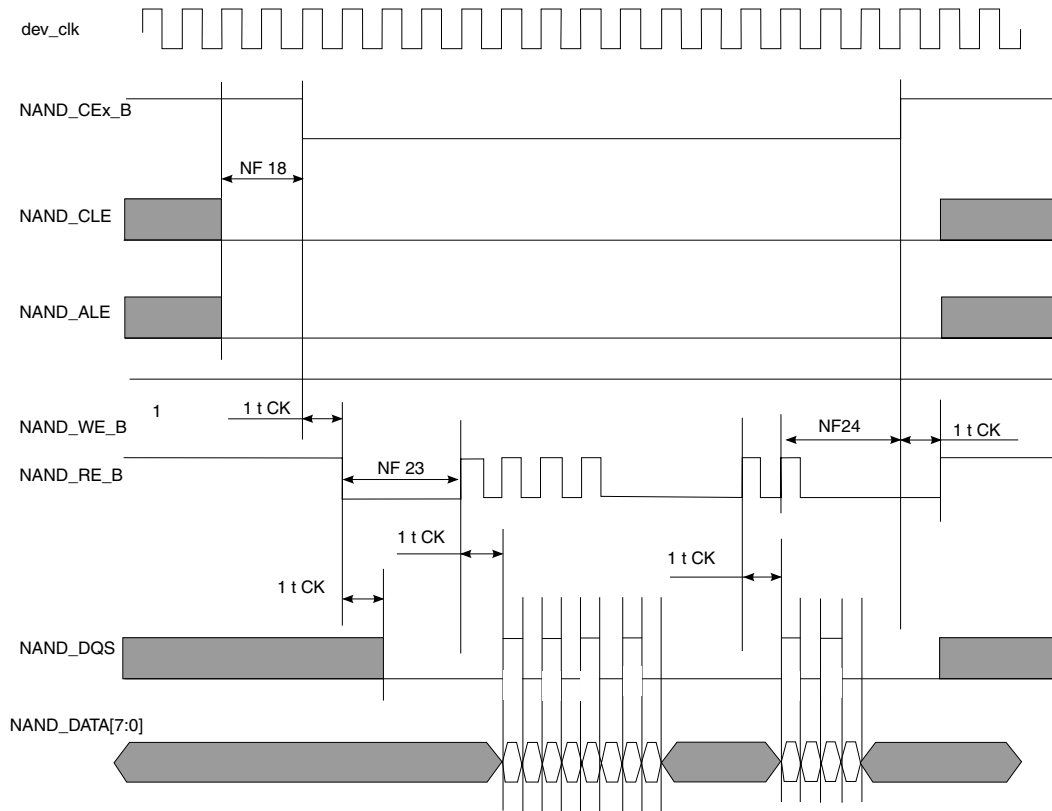 dev_clk
NAND_CEx_B
NF 18
NAND_CLE
NAND_ALE
1
1 t CK
NAND_WE_B
NF24
1 t CK
NAND_RE_B
NF 23
1 t CK
1 t CK
1 t CK
NAND_DQS
NAND_DATA[7:0]